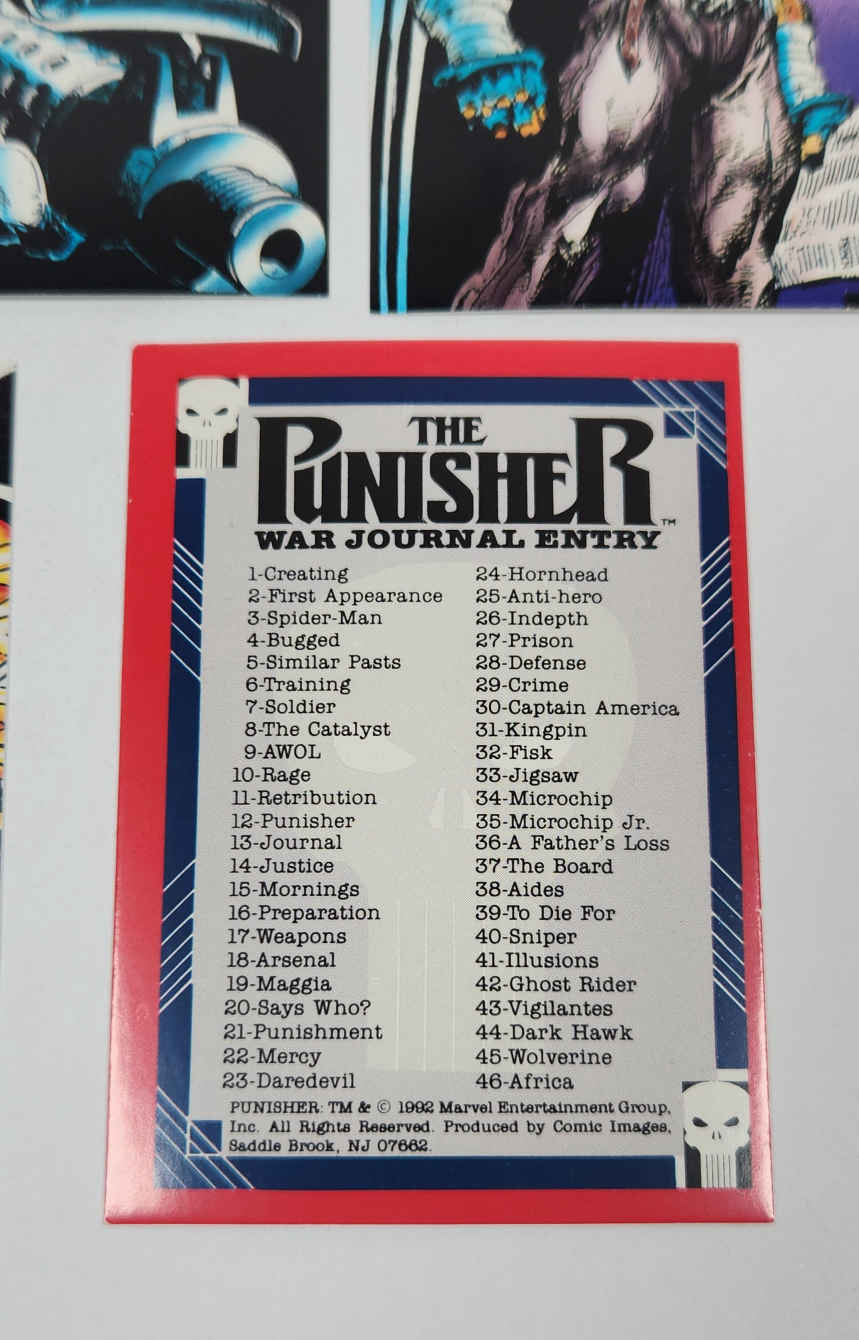 THE
PUNISHER™
WAR JOURNAL ENTRY
1-Creating
2-First Appearance
3-Spider-Man
4-Bugged
5-Similar Pasts
6-Training
7-Soldier
8-The Catalyst
9-AWOL
10-Rage
11-Retribution
12-Punisher
13-Journal
14-Justice
15-Mornings
16-Preparation
17-Weapons
18-Arsenal
19-Maggia
20-Says Who?
21-Punishment
22-Mercy
23-Daredevil
24-Hornhead
25-Anti-hero
26-Indepth
27-Prison
28-Defense
29-Crime
30-Captain America
31-Kingpin
32-Fisk
33-Jigsaw
34-Microchip
35-Microchip Jr.
36-A Father's Loss
37-The Board
38-Aides
39-To Die For
40-Sniper
41-Illusions
42-Ghost Rider
43-Vigilantes
44-Dark Hawk
45-Wolverine
46-Africa
PUNISHER: TM & © 1992 Marvel Entertainment Group,
Inc. All Rights Reserved. Produced by Comic Images,
Saddle Brook, NJ 07662.